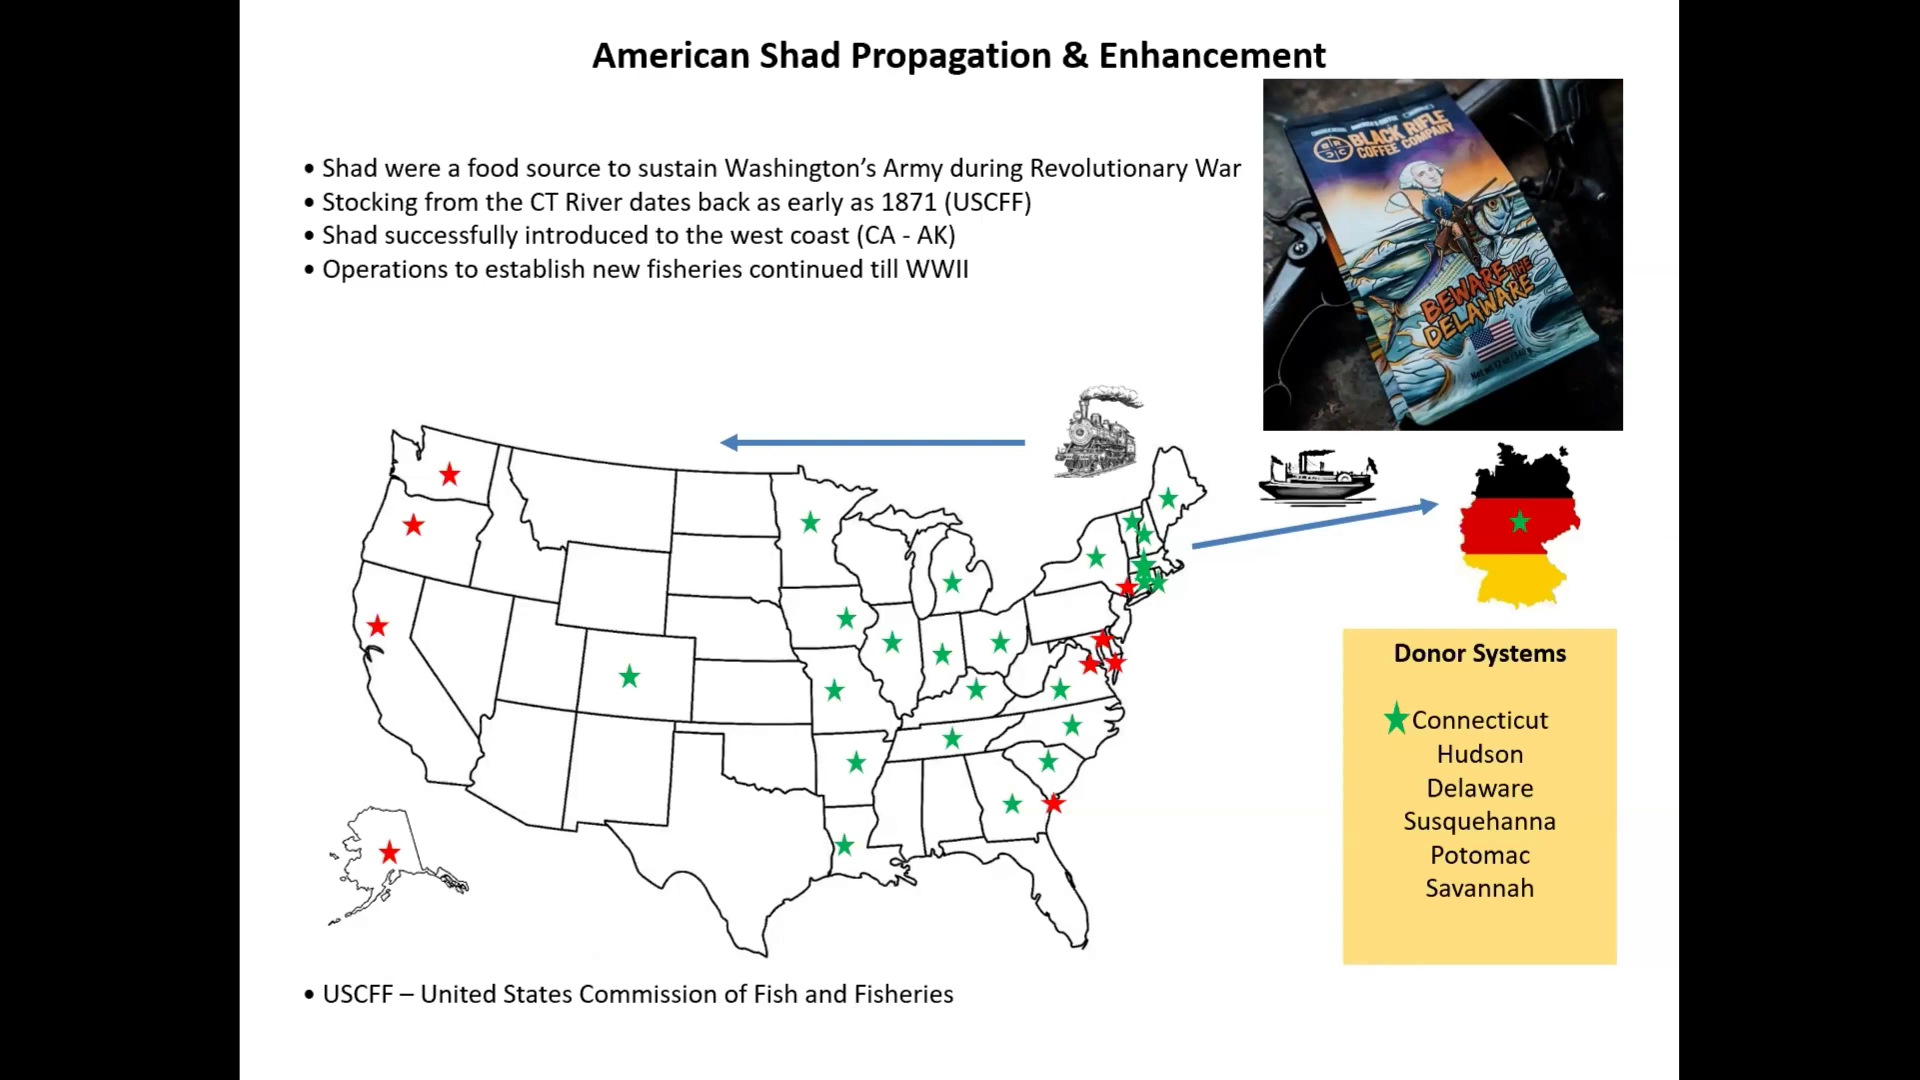 American Shad Propagation & Enhancement
• Shad were a food source to sustain Washington's Army during Revolutionary War
• Stocking from the CT River dates back as early as 1871 (USCFF)
• Shad successfully introduced to the west coast (CA - AK)
• Operations to establish new fisheries continued till WWII
BLACK RIFLE
COFFEE COMPANY
BEWARE THE
DELAWARE
Donor Systems
Connecticut
Hudson
Delaware
Susquehanna
Potomac
Savannah
• USCFF – United States Commission of Fish and Fisheries